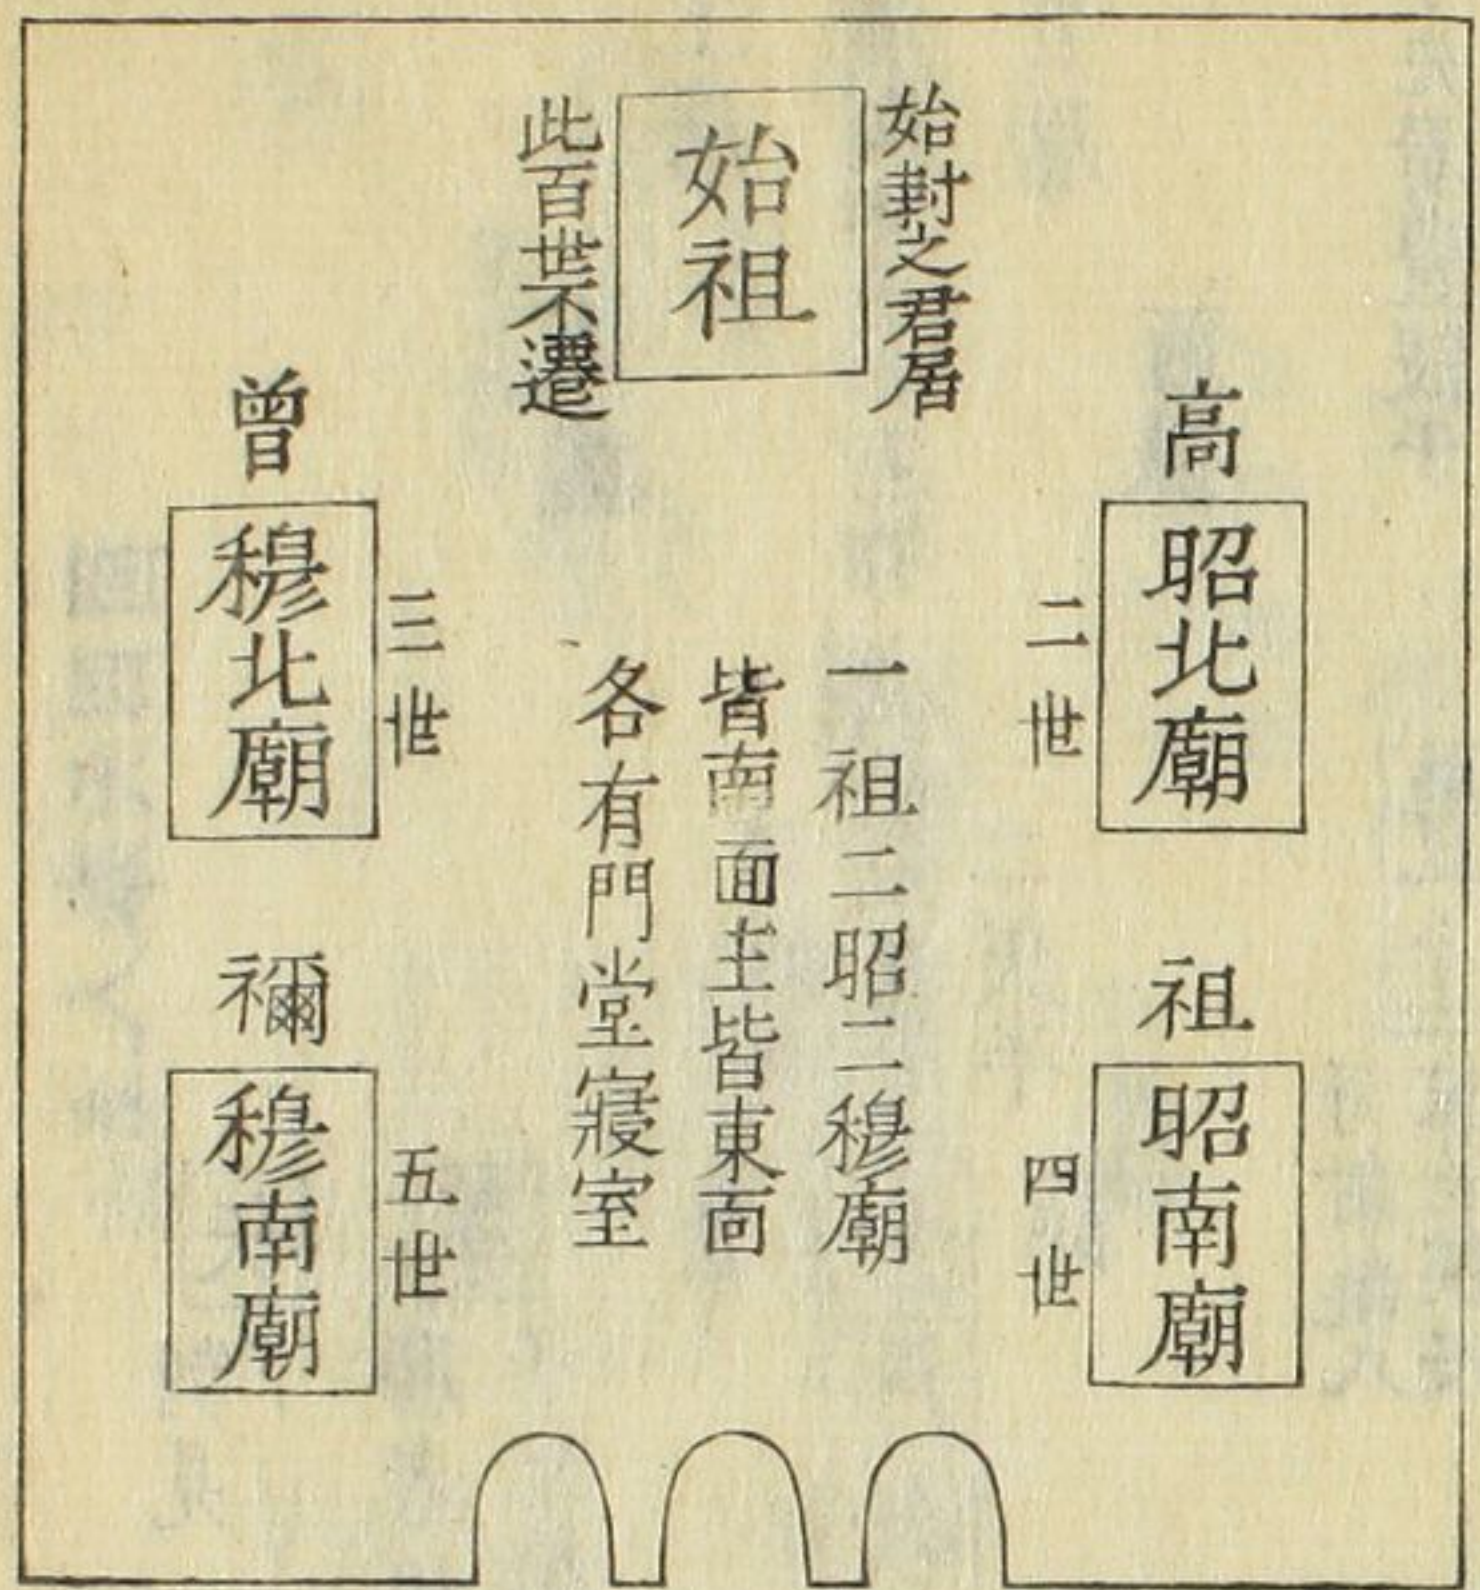 始封之君居
始祖
此百世不遷
高
昭北廟
二世
曾
穆北廟
三世
祖
昭南廟
四世
禰
穆南廟
五世
一祖二昭二穆廟
皆南面主皆東面
各有門堂寢室